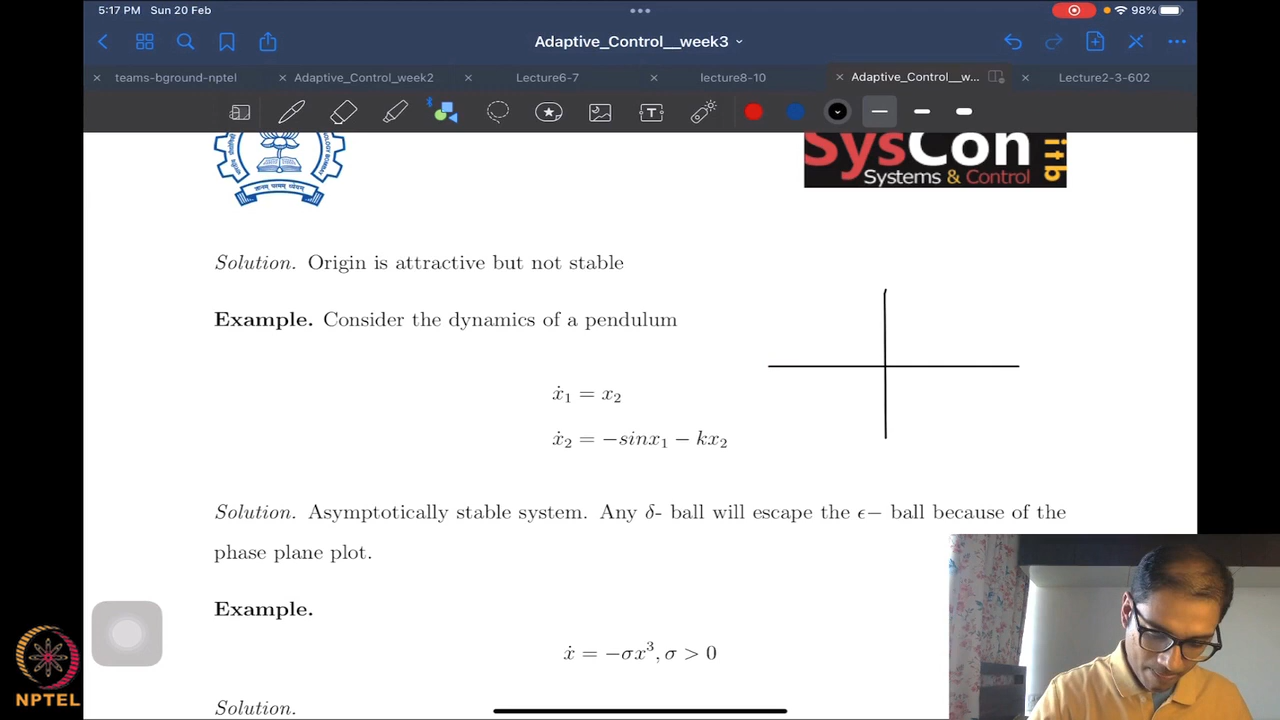 5:17 PM Sun 20 Feb
98%
Adaptive_Control__week3
teams-bground-nptel
Adaptive_Control_week2
Lecture6-7
lecture8-10
Adaptive_Control__w...
Lecture2-3-602
SysCon
Systems & Control
itb
Solution. Origin is attractive but not stable
Example. Consider the dynamics of a pendulum
ẋ₁ = x₂
ẋ₂ = −sinx₁ − kx₂
Solution. Asymptotically stable system. Any δ- ball will escape the ϵ− ball because of the
phase plane plot.
Example.
ẋ = −σx³, σ > 0
Solution.
NPTEL